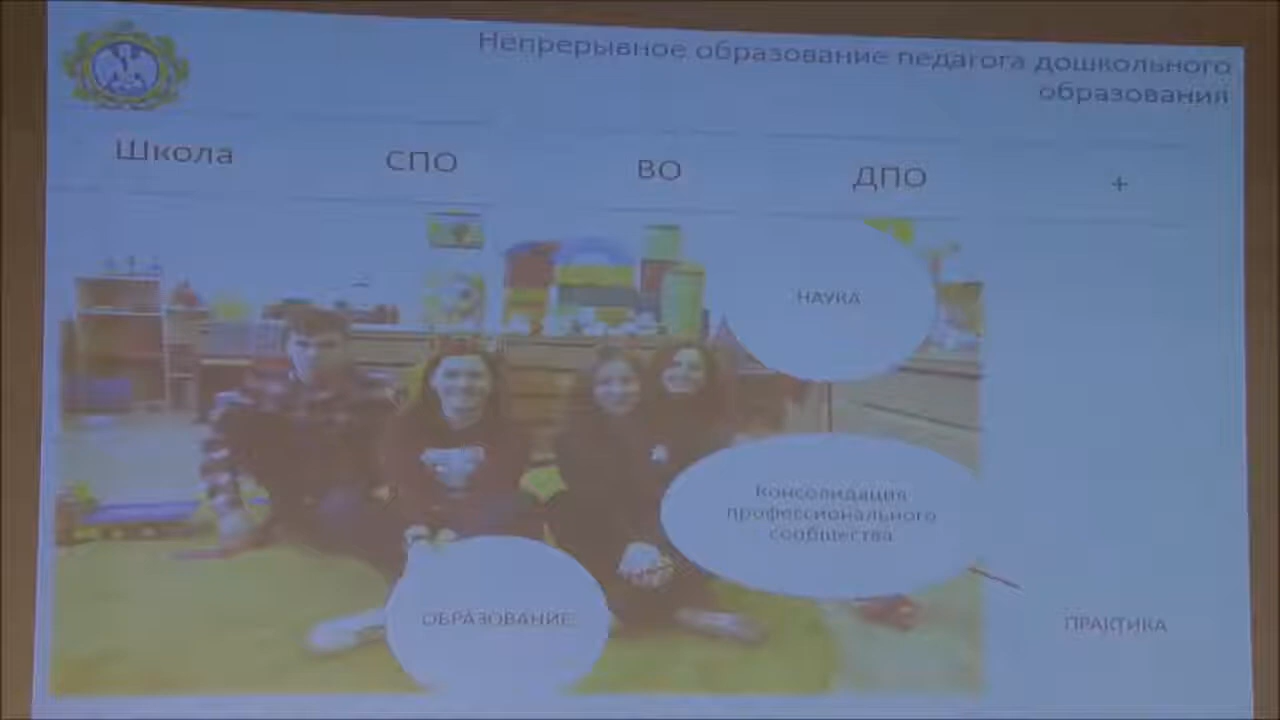 Непрерывное образование педагога дошкольного
образования
Школа СПО ВО ДПО +
НАУКА
Консолидация
профессионального
сообщества
ОБРАЗОВАНИЕ
ПРАКТИКА